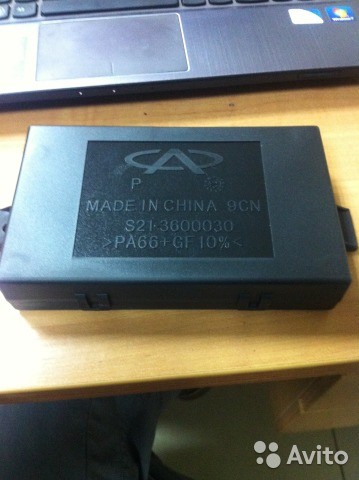 P
MADE IN CHINA 9CN
S21-3600030
>PA66+GF10%<
Avito